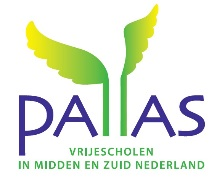 pallas
VRIJESCHOLEN
IN MIDDEN EN ZUID NEDERLAND